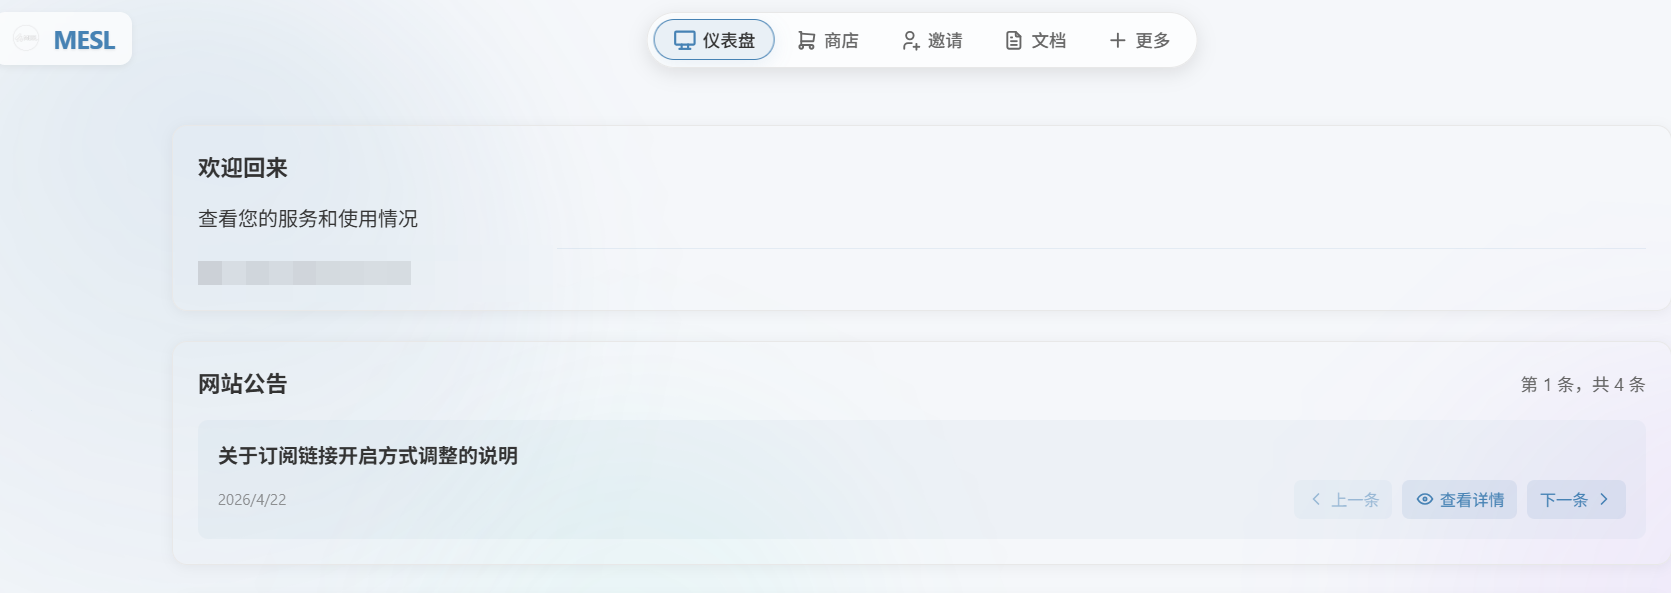 MESL
仪表盘 商店 邀请 文档 更多
欢迎回来
查看您的服务和使用情况
网站公告
第 1 条，共 4 条
关于订阅链接开启方式调整的说明
2026/4/22
上一条 查看详情 下一条